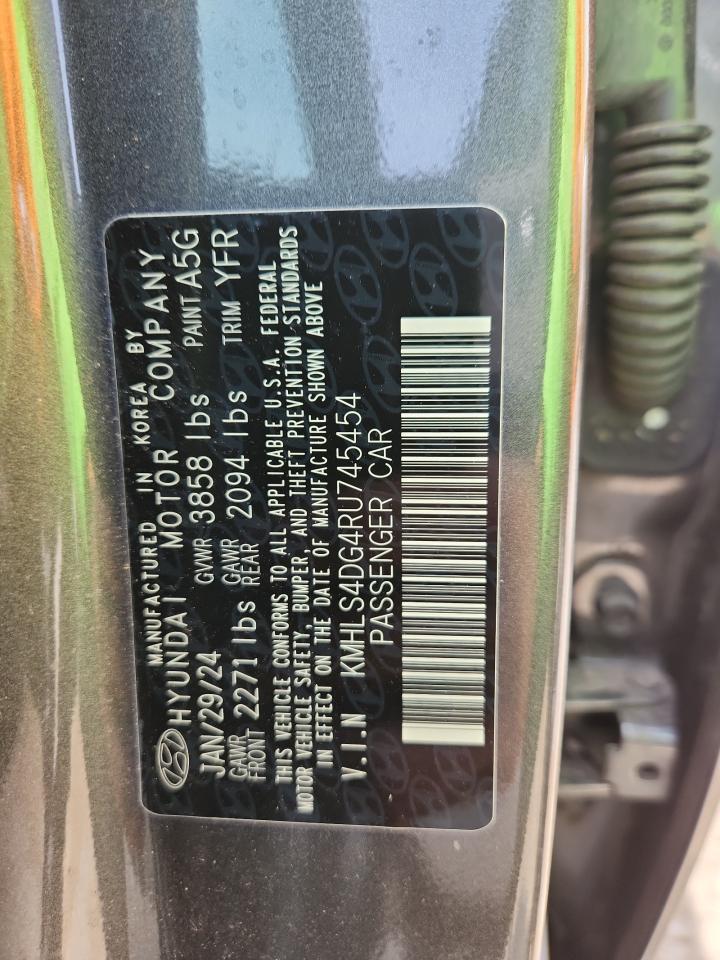 MANUFACTURED IN KOREA BY
HYUNDAI MOTOR COMPANY
JAN/29/24 GVWR 3858 lbs PAINT A5G
GAWR FRONT 2271 lbs GAWR REAR 2094 lbs TRIM YFR
THIS VEHICLE CONFORMS TO ALL APPLICABLE U.S.A. FEDERAL
MOTOR VEHICLE SAFETY, BUMPER, AND THEFT PREVENTION STANDARDS
IN EFFECT ON THE DATE OF MANUFACTURE SHOWN ABOVE
V.I.N KMHLS4DG4RU745454
PASSENGER CAR